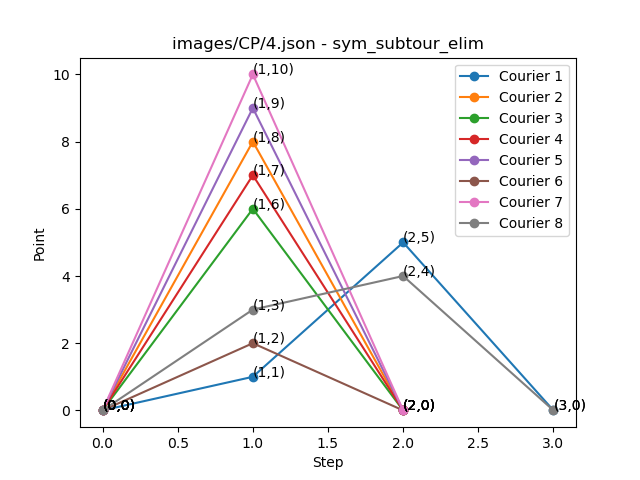 images/CP/4.json - sym_subtour_elim
Point
10
8
6
4
2
0
(1,10)
(1,9)
(1,8)
(1,7)
(1,6)
(2,5)
(2,4)
(1,3)
(1,2)
(1,1)
(0,0)
(2,0)
(3,0)
Courier 1
Courier 2
Courier 3
Courier 4
Courier 5
Courier 6
Courier 7
Courier 8
0.0
0.5
1.0
1.5
2.0
2.5
3.0
Step